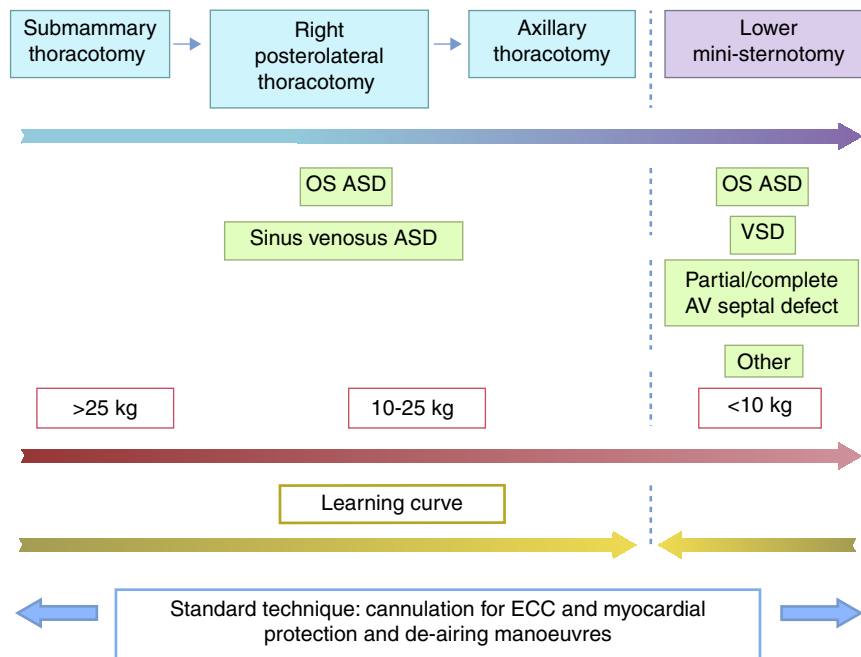 Submammary
thoracotomy
Right
posterolateral
thoracotomy
Axillary
thoracotomy
Lower
mini-sternotomy
OS ASD
Sinus venosus ASD
OS ASD
VSD
Partial/complete
AV septal defect
Other
>25 kg
10-25 kg
<10 kg
Learning curve
Standard technique: cannulation for ECC and myocardial
protection and de-airing manoeuvres